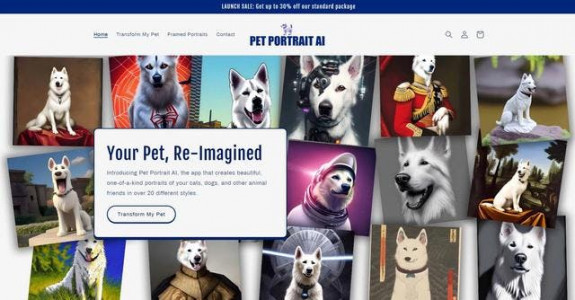 LAUNCH SALE: Get up to 30% off our standard package
Home Transform My Pet Framed Portraits Contact
PET PORTRAIT AI
Your Pet, Re-Imagined
Introducing Pet Portrait AI, the app that creates beautiful,
one-of-a-kind portraits of your cats, dogs, and other animal
friends in over 20 different styles.
Transform My Pet